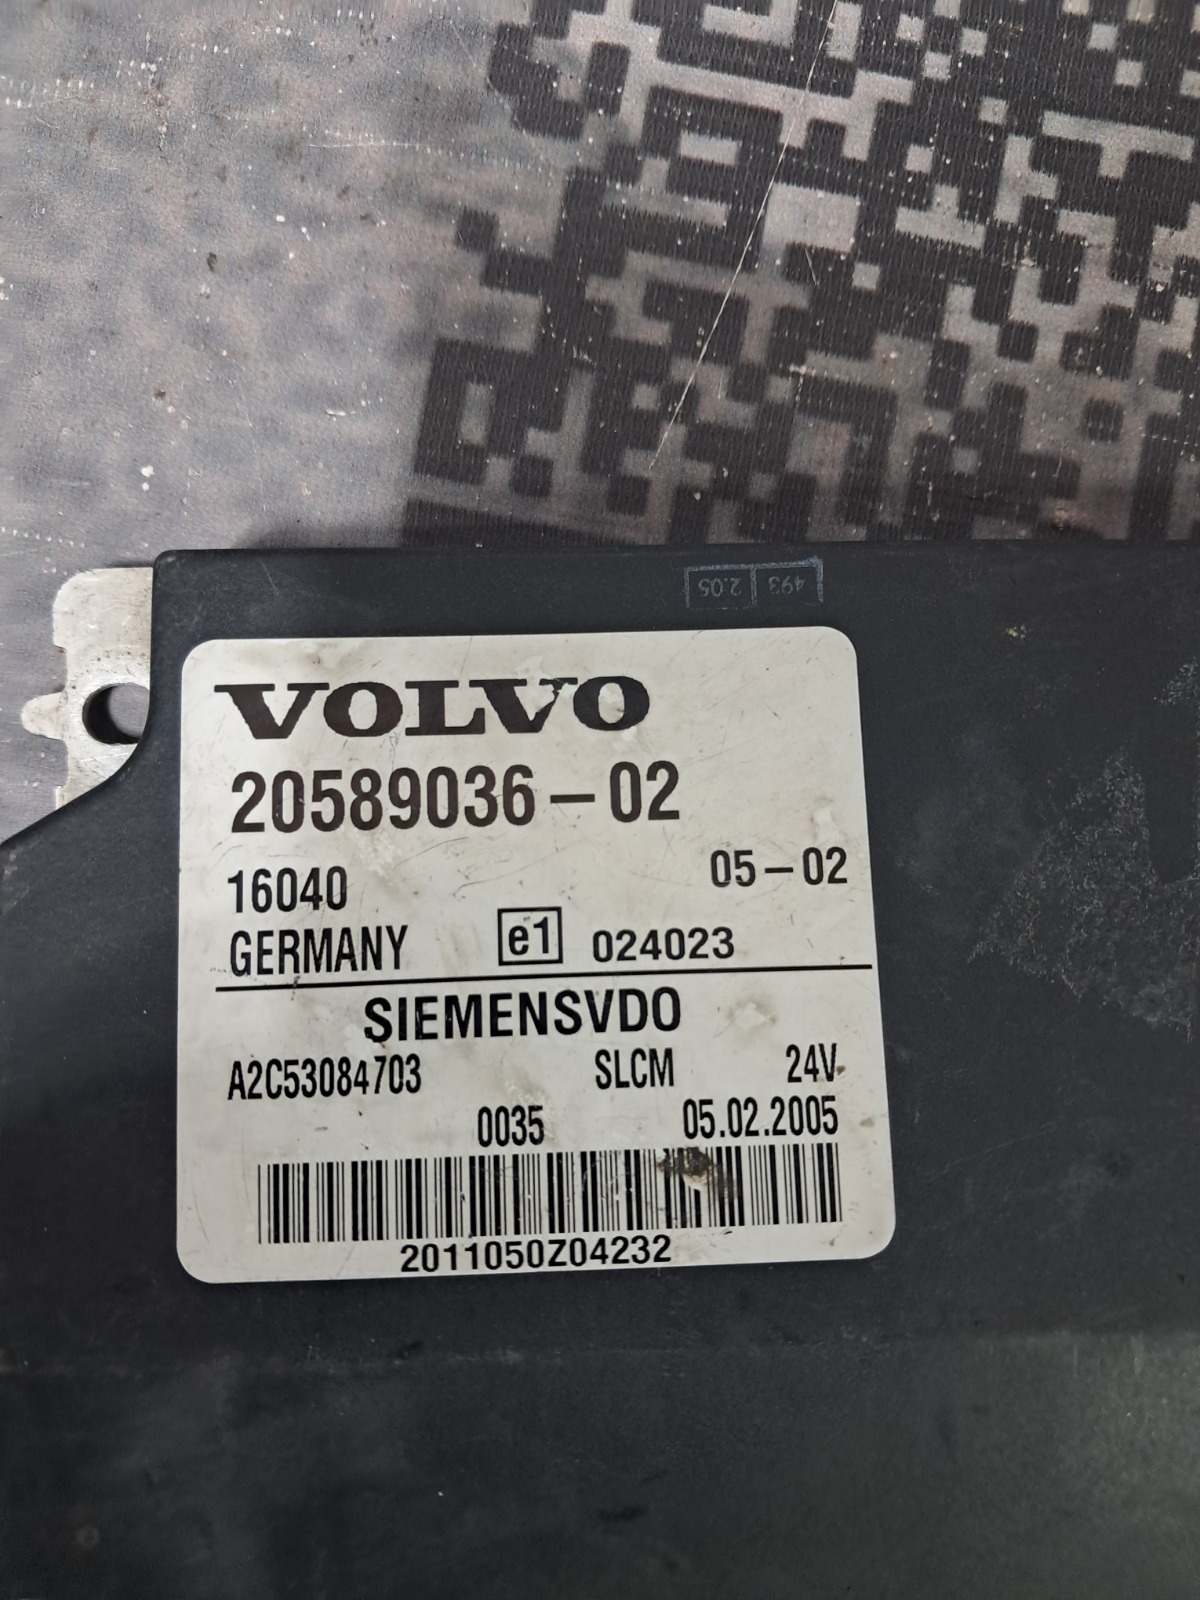 493 2.05
VOLVO
20589036-02
16040 05-02
GERMANY e1 024023
SIEMENSVDO
A2C53084703 SLCM 24V
0035 05.02.2005
2011050Z04232